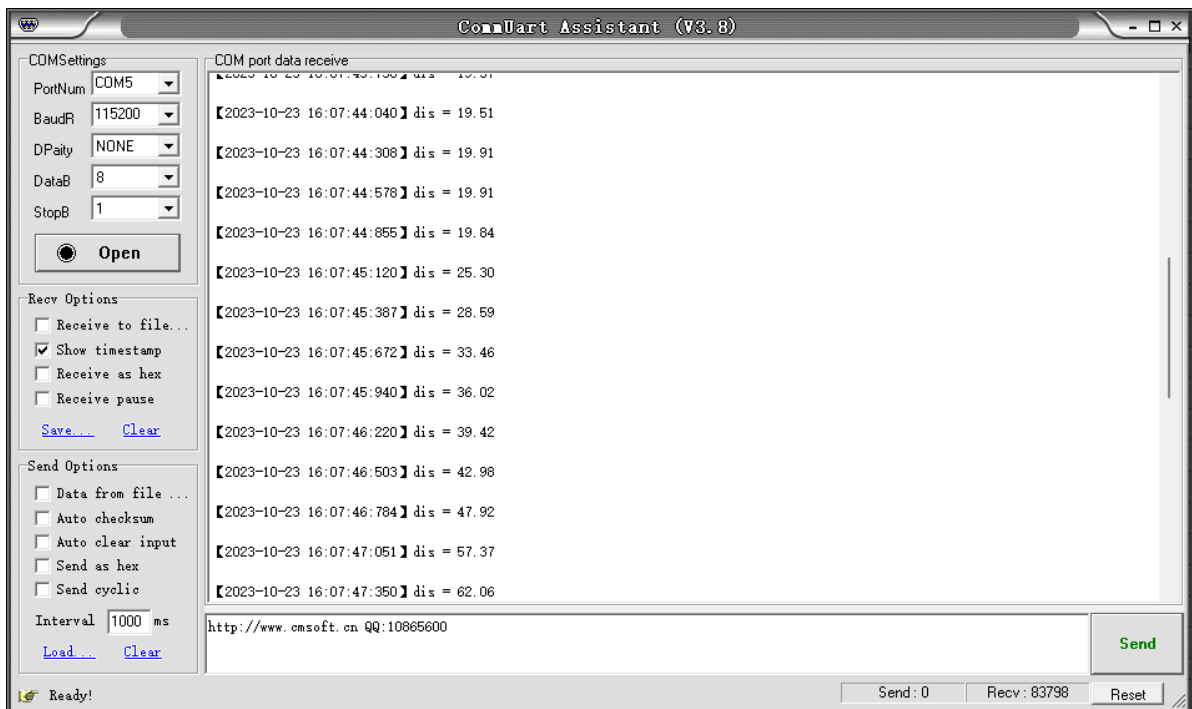 CommUart Assistant (V3.8)
COMSettings
PortNum COM5
BaudR 115200
DPaity NONE
DataB 8
StopB 1
Open
Recv Options
Receive to file...
Show timestamp
Receive as hex
Receive pause
Save... Clear
Send Options
Data from file ...
Auto checksum
Auto clear input
Send as hex
Send cyclic
Interval 1000 ms
Load... Clear
COM port data receive
【2023-10-23 16:07:44:040】dis = 19.51
【2023-10-23 16:07:44:308】dis = 19.91
【2023-10-23 16:07:44:578】dis = 19.91
【2023-10-23 16:07:44:855】dis = 19.84
【2023-10-23 16:07:45:120】dis = 25.30
【2023-10-23 16:07:45:387】dis = 28.59
【2023-10-23 16:07:45:672】dis = 33.46
【2023-10-23 16:07:45:940】dis = 36.02
【2023-10-23 16:07:46:220】dis = 39.42
【2023-10-23 16:07:46:503】dis = 42.98
【2023-10-23 16:07:46:784】dis = 47.92
【2023-10-23 16:07:47:051】dis = 57.37
【2023-10-23 16:07:47:350】dis = 62.06
http://www.cmsoft.cn QQ:10865600
Send
Ready!
Send : 0
Recv : 83798
Reset